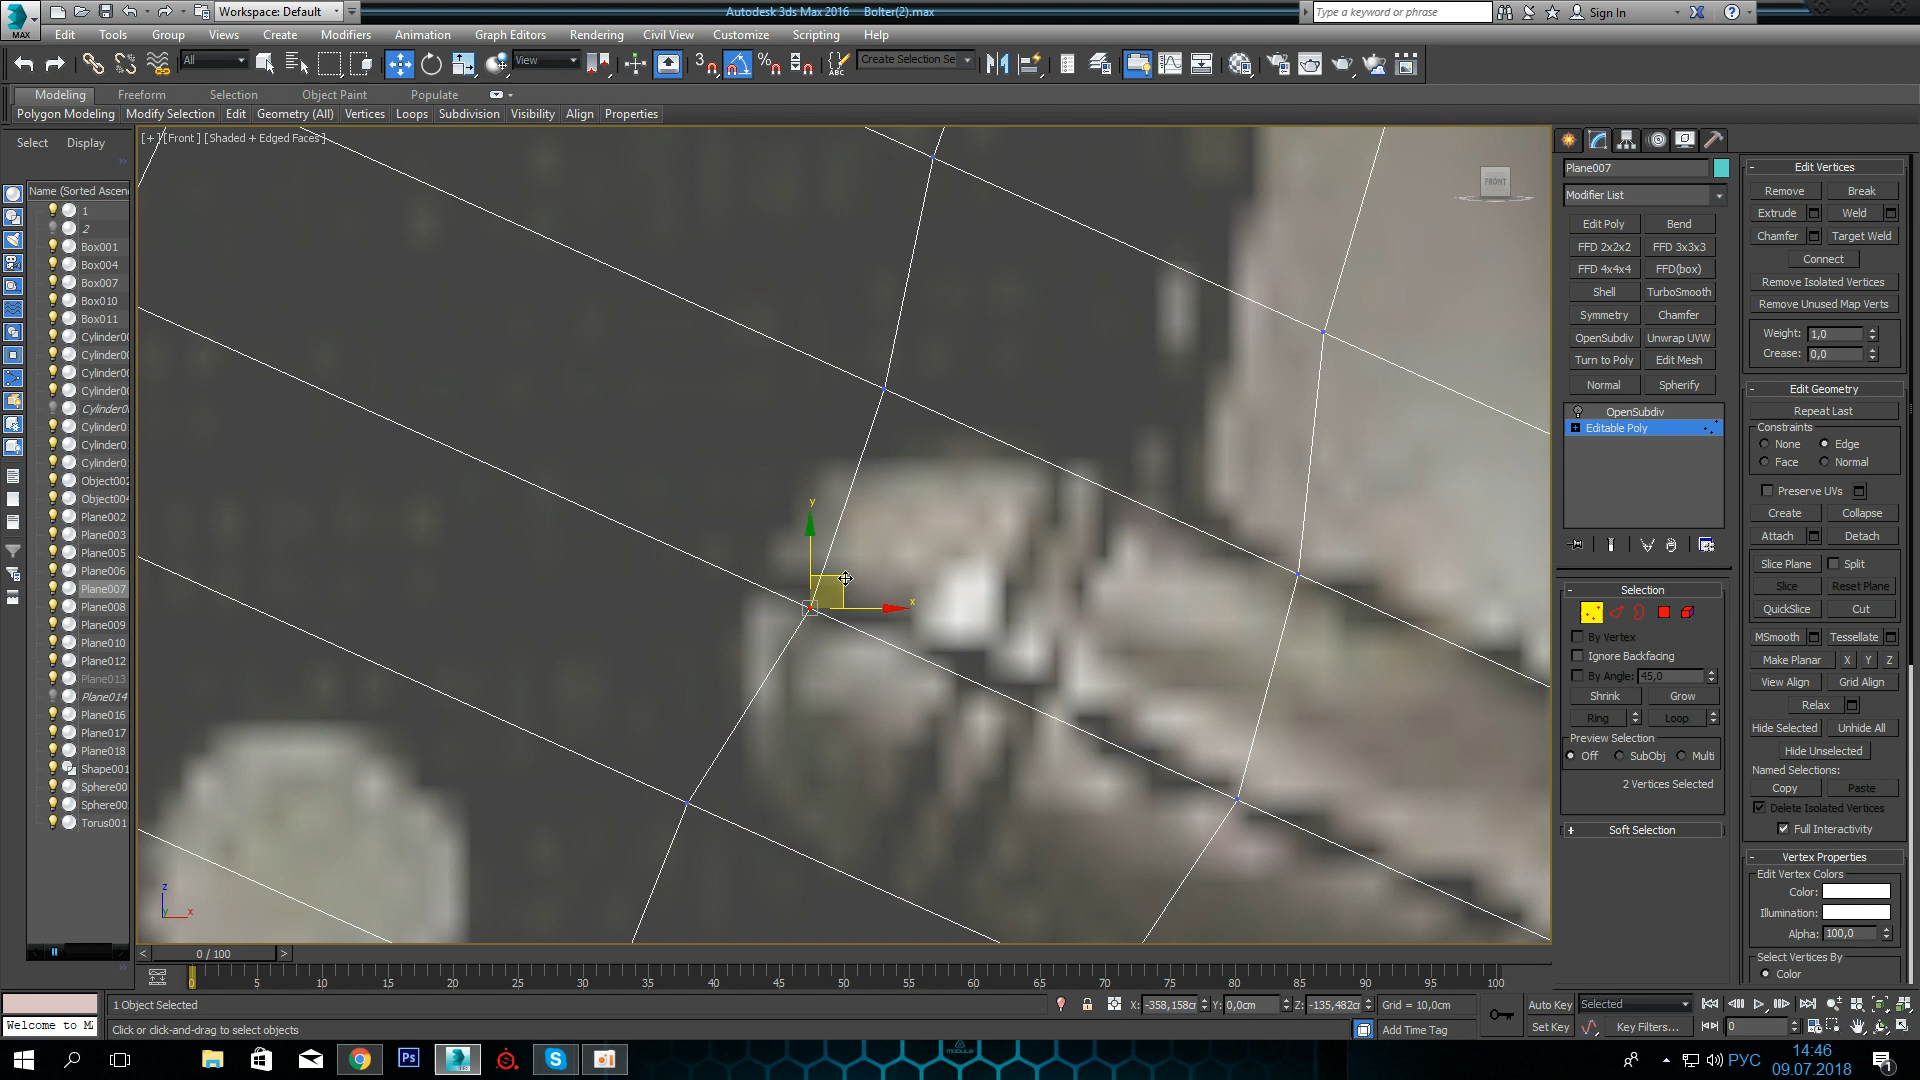 Workspace: Default
Autodesk 3ds Max 2016 Bolter(2).max
Type a keyword or phrase
Sign In
MAX
Edit Tools Group Views Create Modifiers Animation Graph Editors Rendering Civil View Customize Scripting Help
All
View
Create Selection Se
Modeling Freeform Selection Object Paint Populate
Polygon Modeling Modify Selection Edit Geometry (All) Vertices Loops Subdivision Visibility Align Properties
Select Display
Name (Sorted Ascen
1
2
Box001
Box004
Box007
Box010
Box011
Cylinder00
Cylinder00
Cylinder00
Cylinder00
Cylinder0
Cylinder01
Cylinder01
Cylinder0
Object002
Object004
Plane002
Plane003
Plane005
Plane006
Plane007
Plane008
Plane009
Plane010
Plane012
Plane013
Plane014
Plane016
Plane017
Plane018
Shape001
Sphere00
Sphere00
Torus001
[+] [Front] [Shaded + Edged Faces]
FRONT
y
x
z
y
x
Plane007
Modifier List
Edit Poly Bend
FFD 2x2x2 FFD 3x3x3
FFD 4x4x4 FFD(box)
Shell TurboSmooth
Symmetry Chamfer
OpenSubdiv Unwrap UVW
Turn to Poly Edit Mesh
Normal Spherify
OpenSubdiv
Editable Poly
- Selection
By Vertex
Ignore Backfacing
By Angle: 45,0
Shrink Grow
Ring Loop
Preview Selection
Off SubObj Multi
2 Vertices Selected
+ Soft Selection
- Edit Vertices
Remove Break
Extrude Weld
Chamfer Target Weld
Connect
Remove Isolated Vertices
Remove Unused Map Verts
Weight: 1,0
Crease: 0,0
- Edit Geometry
Repeat Last
Constraints
None Edge
Face Normal
Preserve UVs
Create Collapse
Attach Detach
Slice Plane Split
Slice Reset Plane
QuickSlice Cut
MSmooth Tessellate
Make Planar X Y Z
View Align Grid Align
Relax
Hide Selected Unhide All
Hide Unselected
Named Selections:
Copy Paste
Delete Isolated Vertices
Full Interactivity
- Vertex Properties
Edit Vertex Colors
Color:
Illumination:
Alpha: 100,0
Select Vertices By
Color
< 0 / 100 >
0 5 10 15 20 25 30 35 40 45 50 55 60 65 70 75 80 85 90 95 100
1 Object Selected
X: -358,158cr Y: 0,0cm Z: -135,482cr Grid = 10,0cm
Auto Key Selected
Welcome to M
Click or click-and-drag to select objects
Add Time Tag
Set Key Key Filters... 0
РУС
14:46
09.07.2018
1